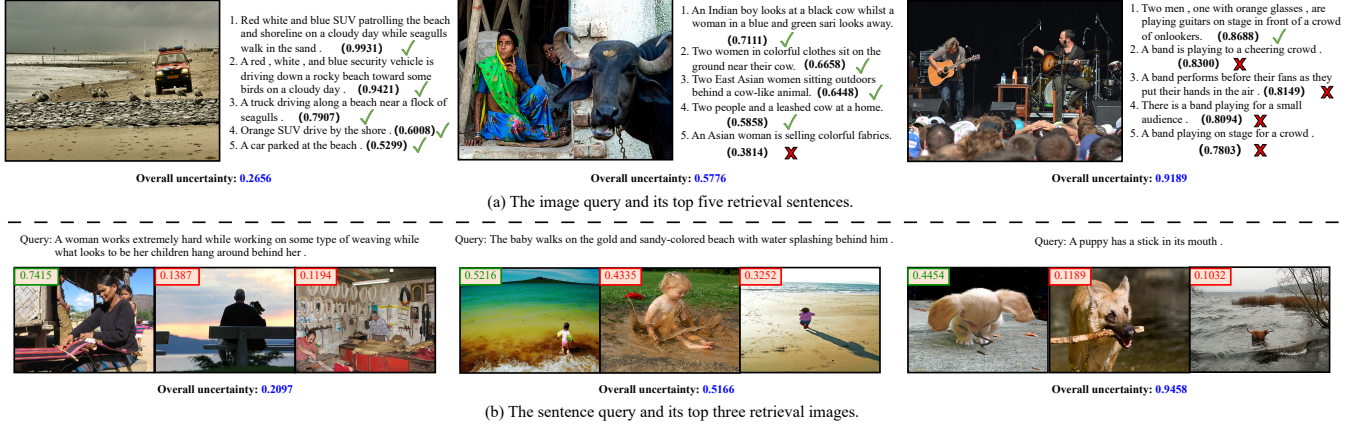 1. Red white and blue SUV patrolling the beach
and shoreline on a cloudy day while seagulls
walk in the sand . (0.9931)
2. A red , white , and blue security vehicle is
driving down a rocky beach toward some
birds on a cloudy day . (0.9421)
3. A truck driving along a beach near a flock of
seagulls . (0.7907)
4. Orange SUV drive by the shore . (0.6008)
5. A car parked at the beach . (0.5299)
Overall uncertainty: 0.2656
1. An Indian boy looks at a black cow whilst a
woman in a blue and green sari looks away.
(0.7111)
2. Two women in colorful clothes sit on the
ground near their cow. (0.6658)
3. Two East Asian women sitting outdoors
behind a cow-like animal. (0.6448)
4. Two people and a leashed cow at a home.
(0.5858)
5. An Asian woman is selling colorful fabrics.
(0.3814)
Overall uncertainty: 0.5776
1. Two men , one with orange glasses , are
playing guitars on stage in front of a crowd
of onlookers. (0.8688)
2. A band is playing to a cheering crowd .
(0.8300)
3. A band performs before their fans as they
put their hands in the air . (0.8149)
4. There is a band playing for a small
audience . (0.8094)
5. A band playing on stage for a crowd .
(0.7803)
Overall uncertainty: 0.9189
(a) The image query and its top five retrieval sentences.
Query: A woman works extremely hard while working on some type of weaving while
what looks to be her children hang around behind her .
0.7415 0.1387 0.1194
Overall uncertainty: 0.2097
Query: The baby walks on the gold and sandy-colored beach with water splashing behind him .
0.5216 0.4335 0.3252
Overall uncertainty: 0.5166
Query: A puppy has a stick in its mouth .
0.4454 0.1189 0.1032
Overall uncertainty: 0.9458
(b) The sentence query and its top three retrieval images.